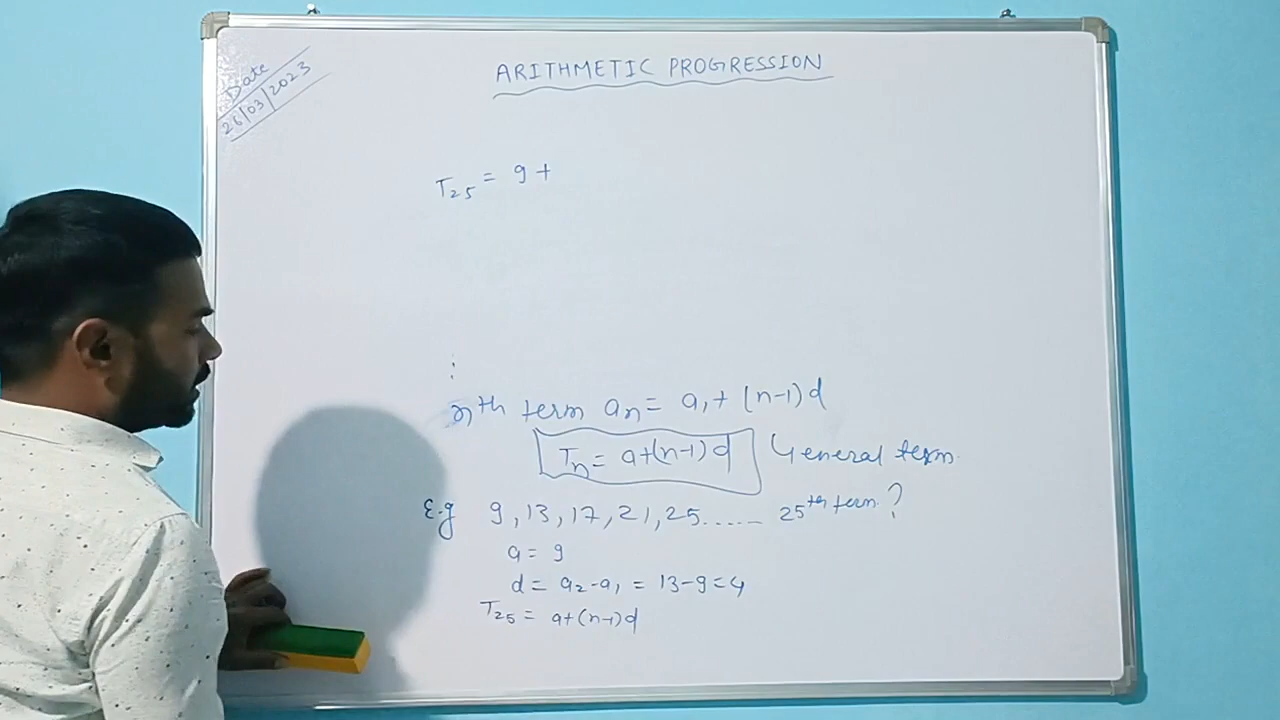 Date
26/03/2023
ARITHMETIC PROGRESSION
T₂₅ = 9 +
:
nᵗʰ term aₙ = a₁ + (n-1)d
Tₙ = a+(n-1)d General term
E.g 9, 13, 17, 21, 25...... 25ᵗʰ term ?
a = 9
d = a₂-a₁ = 13-9=4
T₂₅ = a+(n-1)d